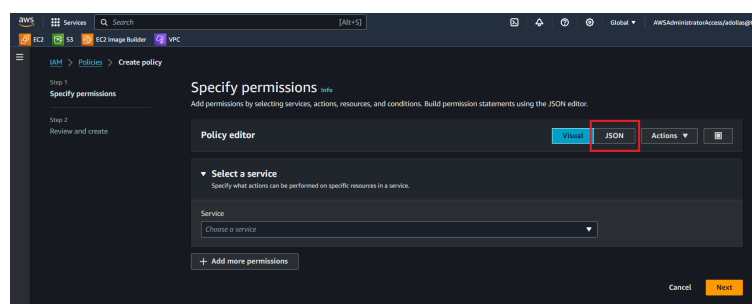 aws Services Search [Alt+S] Global AWSAdministratorAccess/adollas@
EC2 S3 EC2 Image Builder VPC
IAM > Policies > Create policy
Step 1
Specify permissions
Step 2
Review and create
Specify permissions Info
Add permissions by selecting services, actions, resources, and conditions. Build permission statements using the JSON editor.
Policy editor Visual JSON Actions
Select a service
Specify what actions can be performed on specific resources in a service.
Service
Choose a service
+ Add more permissions
Cancel Next